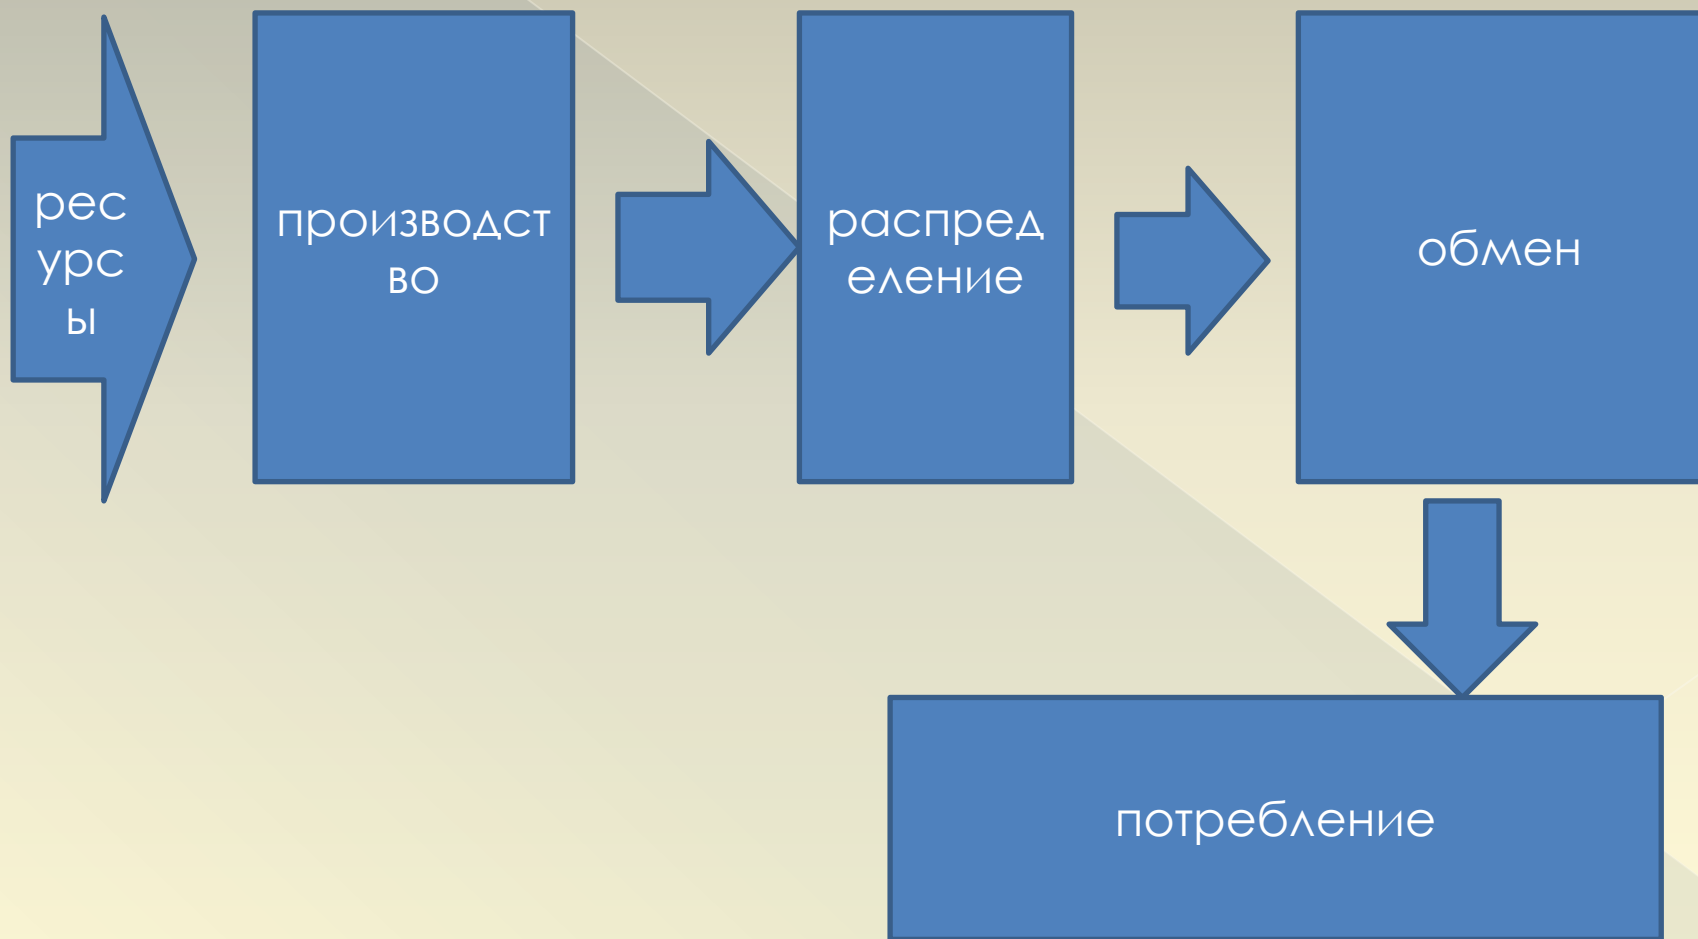 рес
урс
ы
производст
во
распред
еление
обмен
потребление